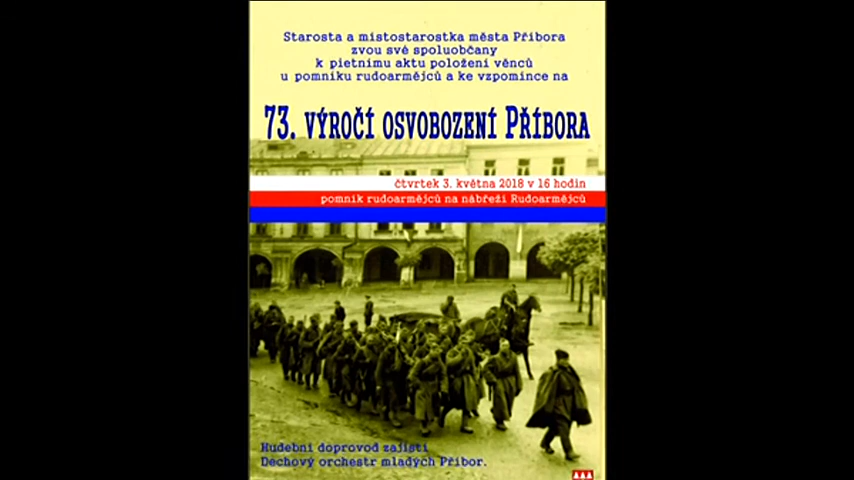 Starosta a místostarostka města Příbora
zvou své spoluobčany
k pietnímu aktu položení věnců
u pomníku rudoarmějců a ke vzpomínce na
73. VÝROČÍ OSVOBOZENÍ PŘÍBORA
čtvrtek 3. května 2018 v 16 hodin
pomník rudoarmějců na nábřeží Rudoarmějců
Hudební doprovod zajistí
Dechový orchestr mladých Příbor.